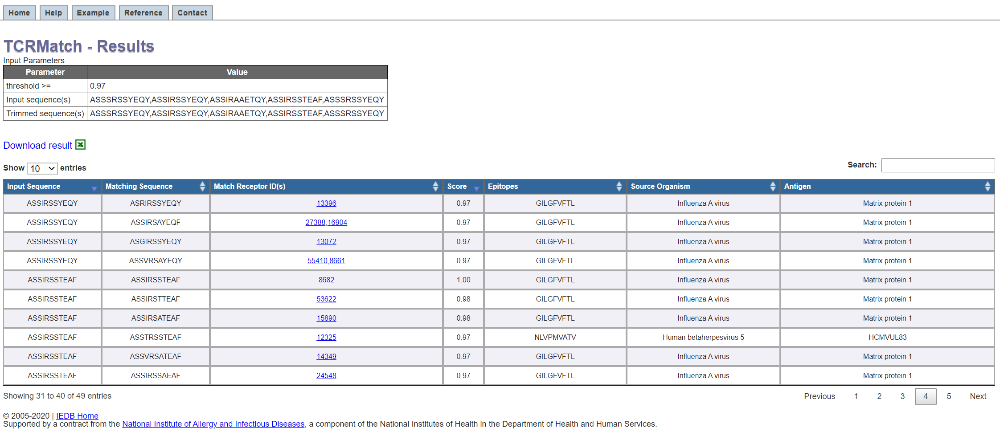 Home Help Example Reference Contact
TCRMatch - Results
Input Parameters
Parameter Value
threshold >= 0.97
Input sequence(s) ASSSRSSYEQY,ASSIRSSYEQY,ASSIRAAETQY,ASSIRSSTEAF,ASSSRSSYEQY
Trimmed sequence(s) ASSSRSSYEQY,ASSIRSSYEQY,ASSIRAAETQY,ASSIRSSTEAF,ASSSRSSYEQY
Download result
Show 10 entries Search:
Input Sequence Matching Sequence Match Receptor ID(s) Score Epitopes Source Organism Antigen
ASSIRSSYEQY ASRIRSSYEQY 13396 0.97 GILGFVFTL Influenza A virus Matrix protein 1
ASSIRSSYEQY ASSIRSAYEQF 27388,16904 0.97 GILGFVFTL Influenza A virus Matrix protein 1
ASSIRSSYEQY ASGIRSSYEQY 13072 0.97 GILGFVFTL Influenza A virus Matrix protein 1
ASSIRSSYEQY ASSVRSAYEQY 55410,8661 0.97 GILGFVFTL Influenza A virus Matrix protein 1
ASSIRSSTEAF ASSIRSSTEAF 8682 1.00 GILGFVFTL Influenza A virus Matrix protein 1
ASSIRSSTEAF ASSIRSTTEAF 53622 0.98 GILGFVFTL Influenza A virus Matrix protein 1
ASSIRSSTEAF ASSIRSATEAF 15890 0.98 GILGFVFTL Influenza A virus Matrix protein 1
ASSIRSSTEAF ASSTRSSTEAF 12325 0.97 NLVPMVATV Human betaherpesvirus 5 HCMVUL83
ASSIRSSTEAF ASSVRSATEAF 14349 0.97 GILGFVFTL Influenza A virus Matrix protein 1
ASSIRSSTEAF ASSIRSSAEAF 24548 0.97 GILGFVFTL Influenza A virus Matrix protein 1
Showing 31 to 40 of 49 entries Previous 1 2 3 4 5 Next
© 2005-2020 | IEDB Home
Supported by a contract from the National Institute of Allergy and Infectious Diseases, a component of the National Institutes of Health in the Department of Health and Human Services.